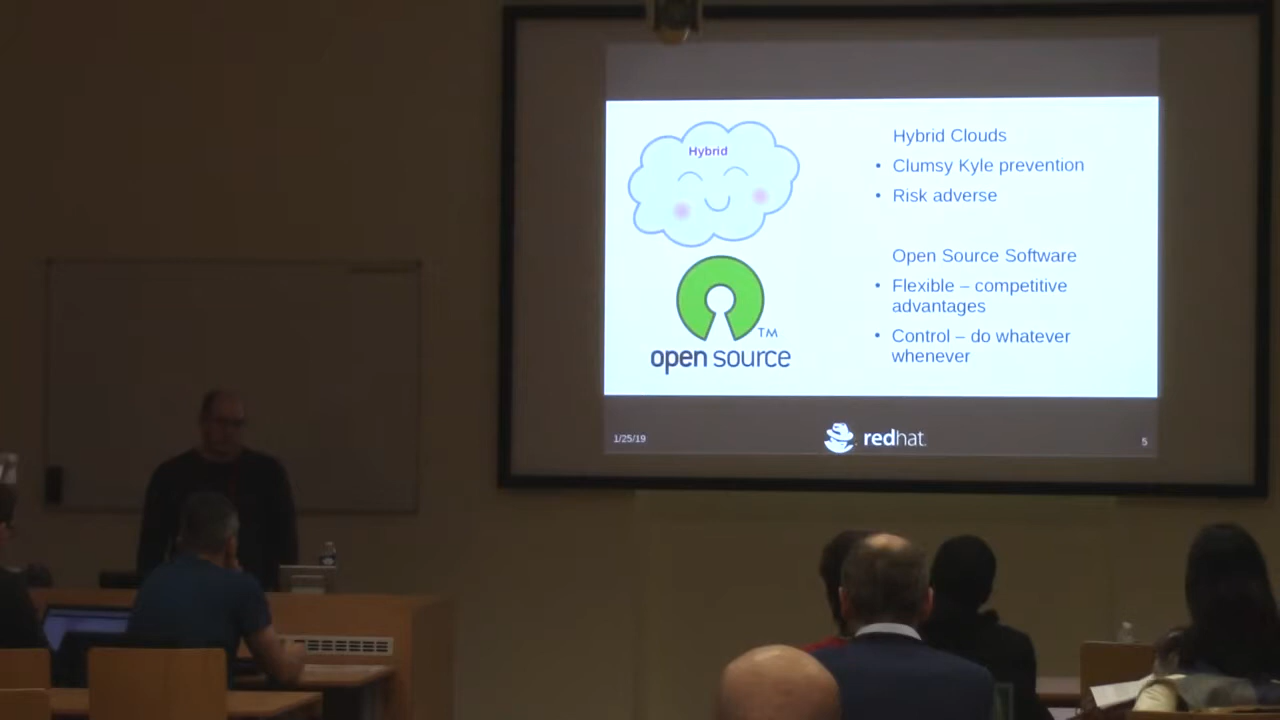 Hybrid
Hybrid Clouds
• Clumsy Kyle prevention
• Risk adverse
Open Source Software
• Flexible – competitive
advantages
• Control – do whatever
whenever
TM
open source
1/25/19
redhat.
5